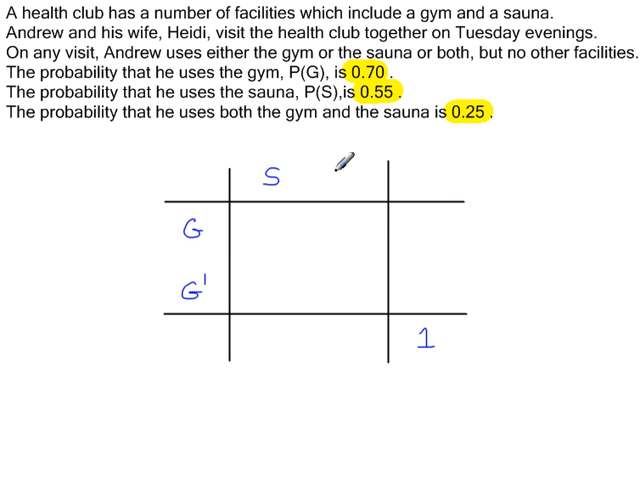 A health club has a number of facilities which include a gym and a sauna.
Andrew and his wife, Heidi, visit the health club together on Tuesday evenings.
On any visit, Andrew uses either the gym or the sauna or both, but no other facilities.
The probability that he uses the gym, P(G), is 0.70 .
The probability that he uses the sauna, P(S),is 0.55 .
The probability that he uses both the gym and the sauna is 0.25 .
S
G
G'
1